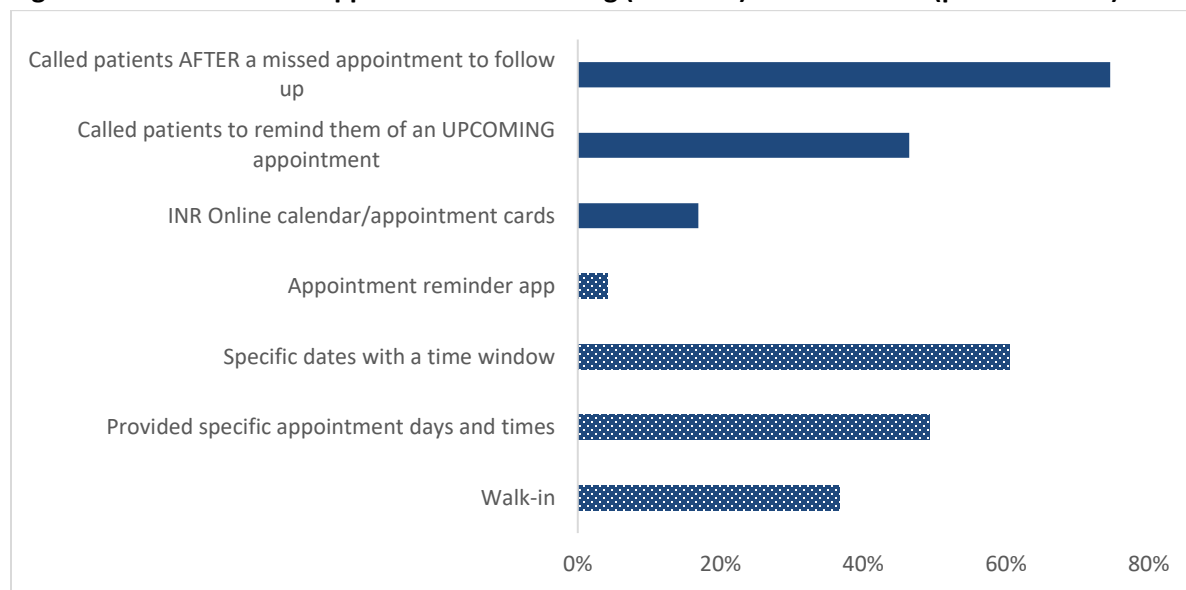 Called patients AFTER a missed appointment to follow
up
Called patients to remind them of an UPCOMING
appointment
INR Online calendar/appointment cards
Appointment reminder app
Specific dates with a time window
Provided specific appointment days and times
Walk-in
0% 20% 40% 60% 80%